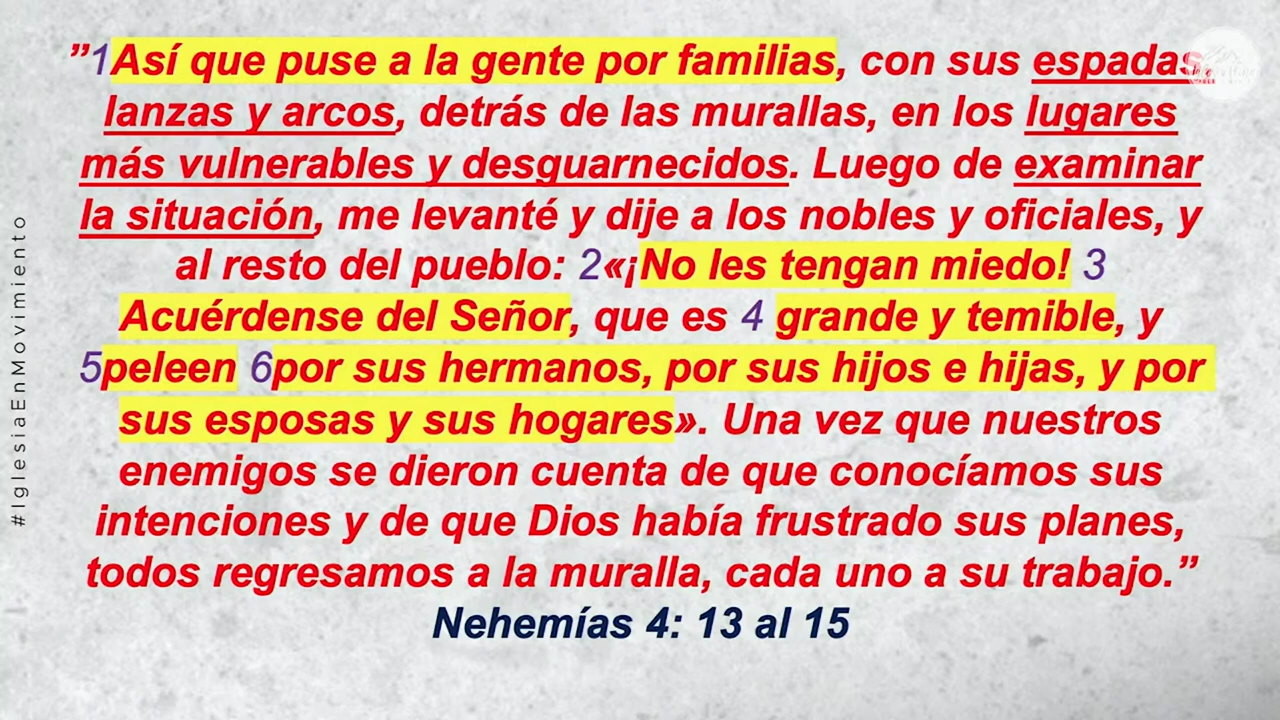 ”1Así que puse a la gente por familias, con sus espadas
lanzas y arcos, detrás de las murallas, en los lugares
más vulnerables y desguarnecidos. Luego de examinar
la situación, me levanté y dije a los nobles y oficiales, y
al resto del pueblo: 2«¡No les tengan miedo! 3
Acuérdense del Señor, que es 4 grande y temible, y
5peleen 6por sus hermanos, por sus hijos e hijas, y por
sus esposas y sus hogares». Una vez que nuestros
enemigos se dieron cuenta de que conocíamos sus
intenciones y de que Dios había frustrado sus planes,
todos regresamos a la muralla, cada uno a su trabajo.”
Nehemías 4: 13 al 15
#IglesiaEnMovimiento